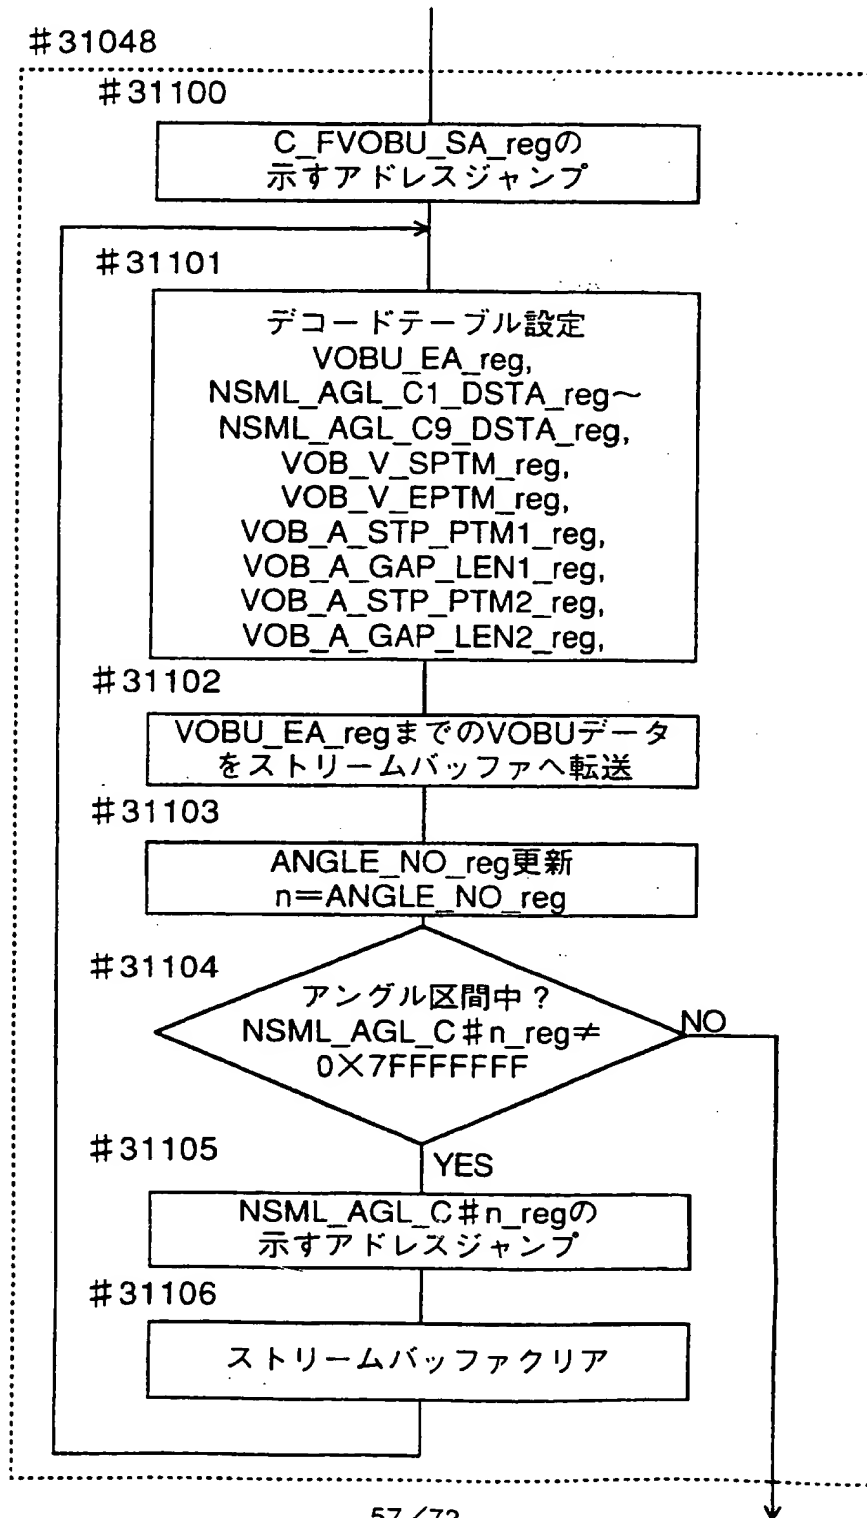 #31048
#31100
C_FVOBU_SA_regの
示すアドレスジャンプ
#31101
デコードテーブル設定
VOBU_EA_reg,
NSML_AGL_C1_DSTA_reg〜
NSML_AGL_C9_DSTA_reg,
VOB_V_SPTM_reg,
VOB_V_EPTM_reg,
VOB_A_STP_PTM1_reg,
VOB_A_GAP_LEN1_reg,
VOB_A_STP_PTM2_reg,
VOB_A_GAP_LEN2_reg,
#31102
VOBU_EA_regまでのVOBUデータ
をストリームバッファへ転送
#31103
ANGLE_NO_reg更新
n=ANGLE_NO_reg
#31104
アングル区間中?
NSML_AGL_C#n_reg≠
0×7FFFFFFF
NO
#31105
YES
NSML_AGL_C#n_regの
示すアドレスジャンプ
#31106
ストリームバッファクリア
57/72